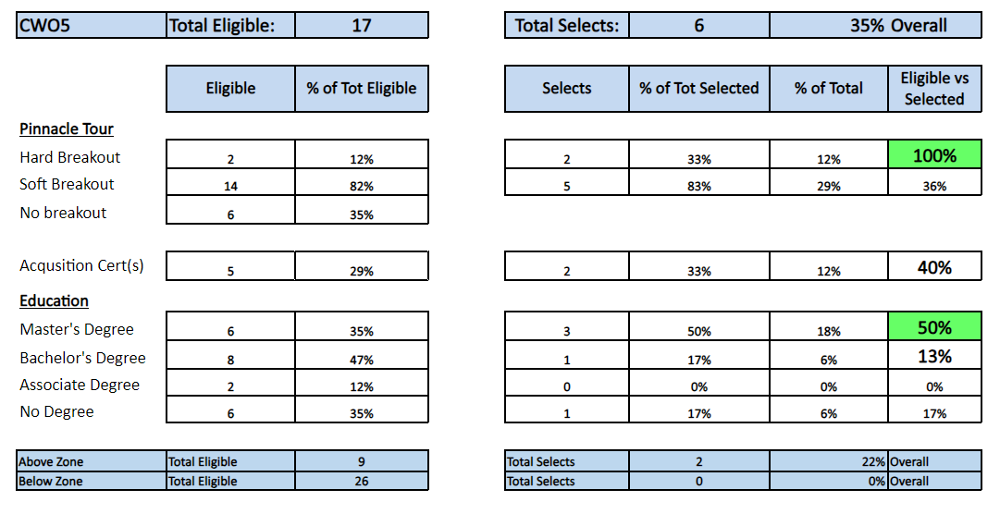 CWO5 Total Eligible: 17 Total Selects: 6 35% Overall
Eligible % of Tot Eligible Selects % of Tot Selected % of Total Eligible vs Selected
Pinnacle Tour
Hard Breakout 2 12% 2 33% 12% 100%
Soft Breakout 14 82% 5 83% 29% 36%
No breakout 6 35%
Acqusition Cert(s) 5 29% 2 33% 12% 40%
Education
Master's Degree 6 35% 3 50% 18% 50%
Bachelor's Degree 8 47% 1 17% 6% 13%
Associate Degree 2 12% 0 0% 0% 0%
No Degree 6 35% 1 17% 6% 17%
Above Zone Total Eligible 9 Total Selects 2 22% Overall
Below Zone Total Eligible 26 Total Selects 0 0% Overall